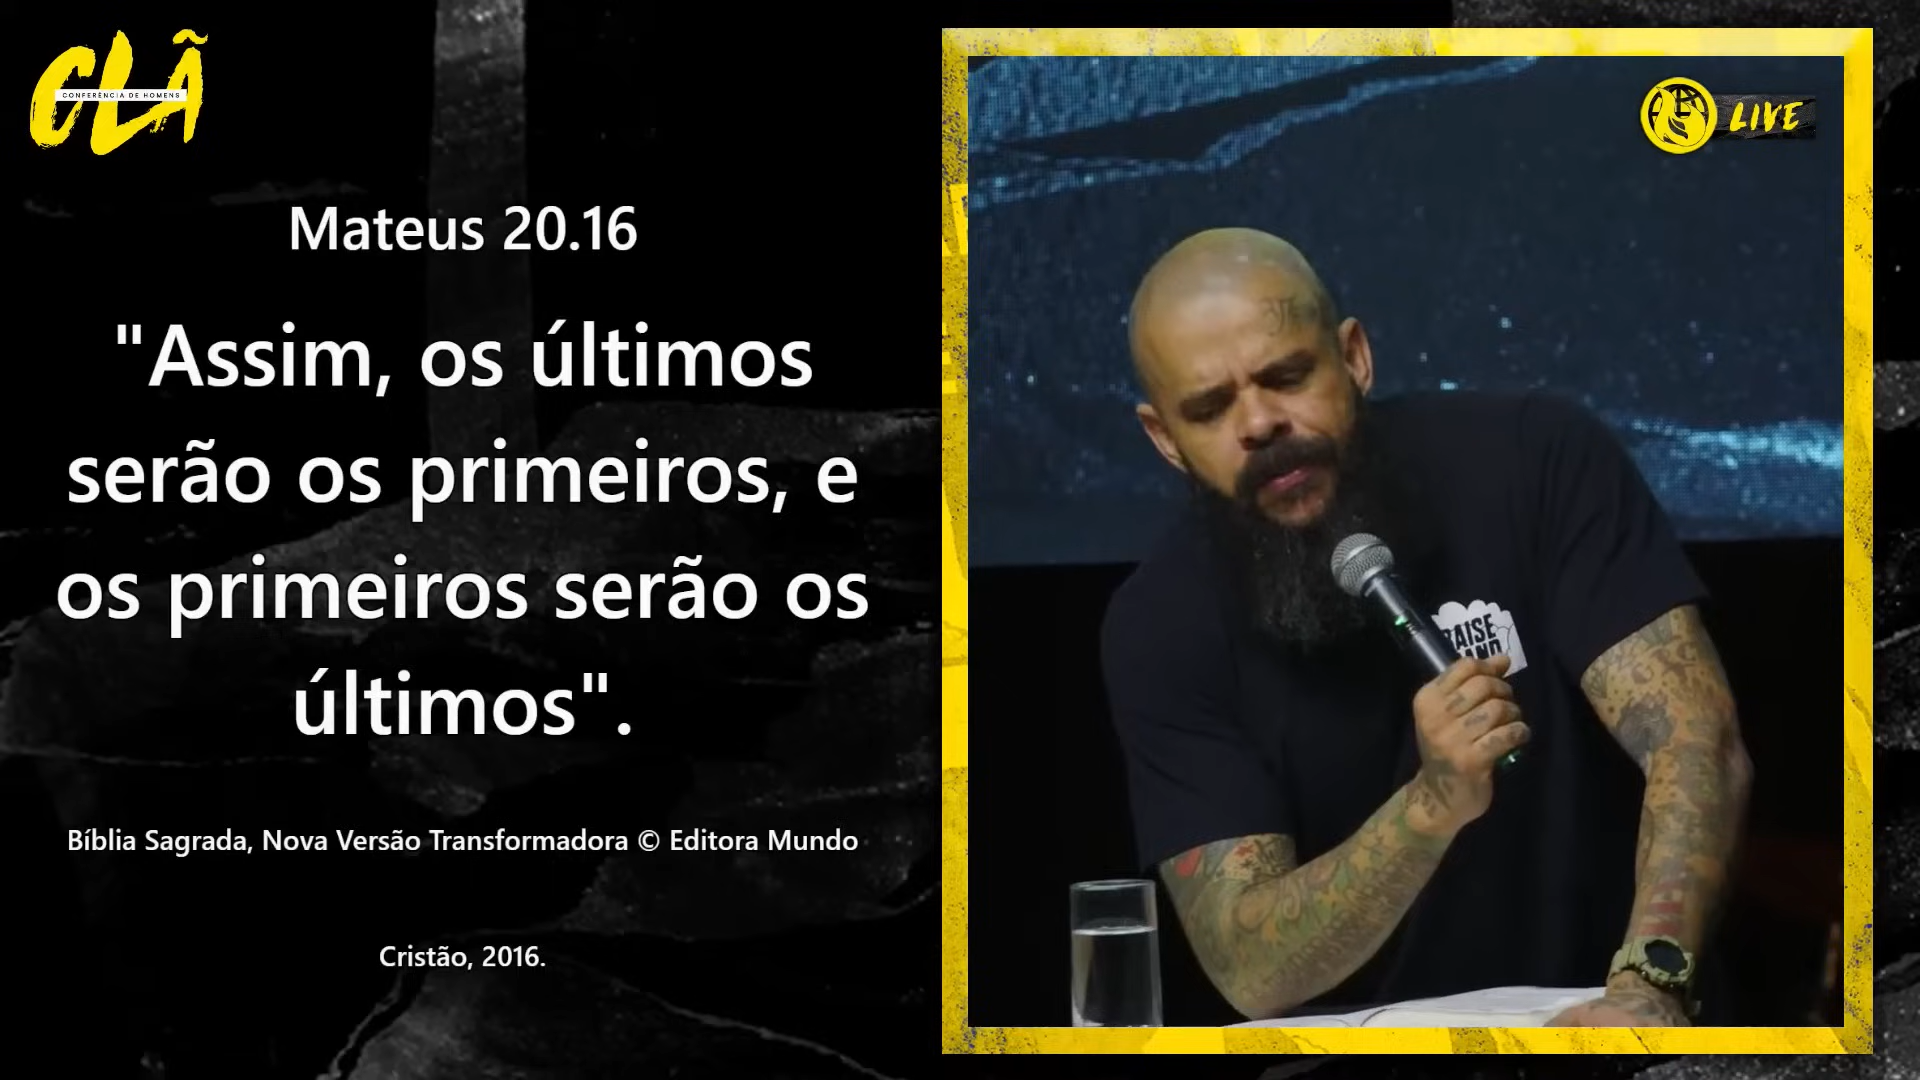 CLÃ
CONFERÊNCIA DE HOMENS
LIVE
Mateus 20.16
"Assim, os últimos
serão os primeiros, e
os primeiros serão os
últimos".
Bíblia Sagrada, Nova Versão Transformadora © Editora Mundo
Cristão, 2016.